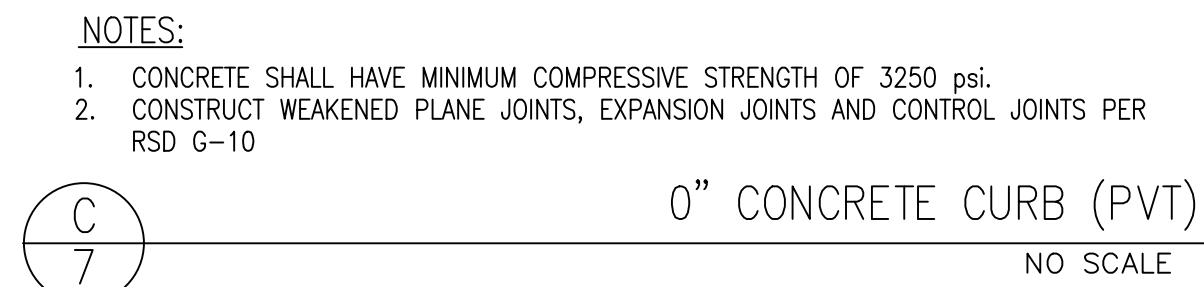 NOTES:
1. CONCRETE SHALL HAVE MINIMUM COMPRESSIVE STRENGTH OF 3250 psi.
2. CONSTRUCT WEAKENED PLANE JOINTS, EXPANSION JOINTS AND CONTROL JOINTS PER
RSD G-10
C
0" CONCRETE CURB (PVT)
7
NO SCALE